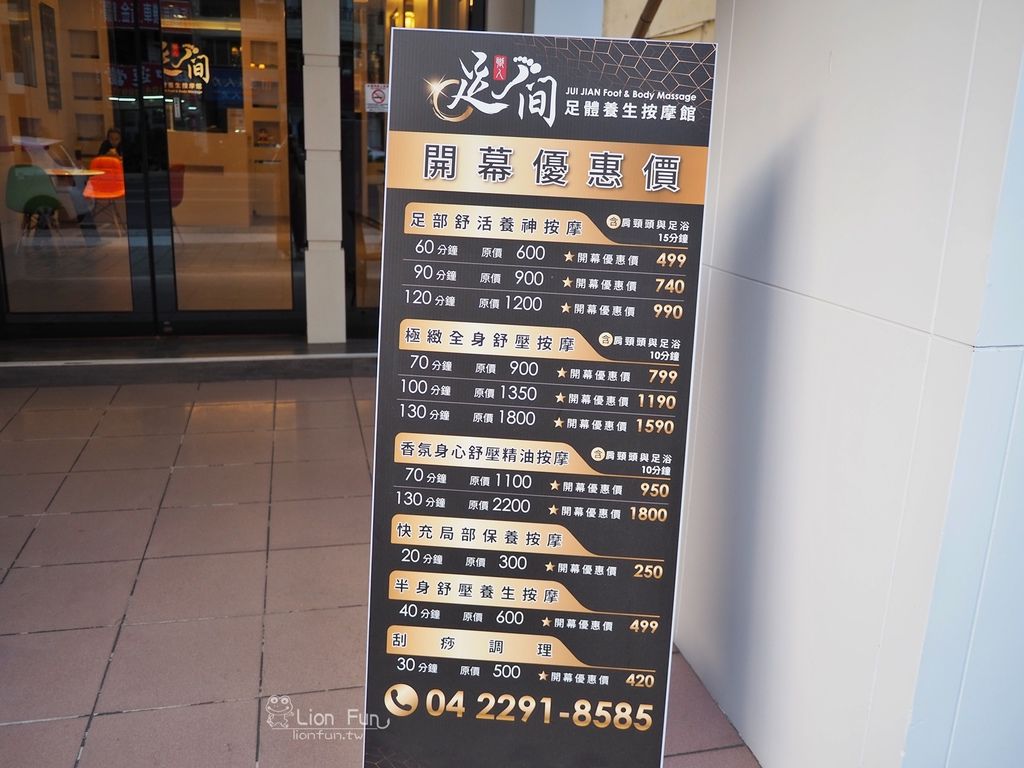 足间
職人
JUI JIAN Foot & Body Massage
足體養生按摩館
開幕優惠價
足部舒活養神按摩 含肩頸頭與足浴 15分鐘
60分鐘 原價 600 ★開幕優惠價 499
90分鐘 原價 900 ★開幕優惠價 740
120分鐘 原價 1200 ★開幕優惠價 990
極緻全身舒壓按摩 含肩頸頭與足浴 10分鐘
70分鐘 原價 900 ★開幕優惠價 799
100分鐘 原價 1350 ★開幕優惠價 1190
130分鐘 原價 1800 ★開幕優惠價 1590
香氛身心舒壓精油按摩 含肩頸頭與足浴 10分鐘
70分鐘 原價 1100 ★開幕優惠價 950
130分鐘 原價 2200 ★開幕優惠價 1800
快充局部保養按摩
20分鐘 原價 300 ★開幕優惠價 250
半身舒壓養生按摩
40分鐘 原價 600 ★開幕優惠價 499
刮痧調理
30分鐘 原價 500 ★開幕優惠價 420
04 2291-8585
Lion Fun
lionfun.tw